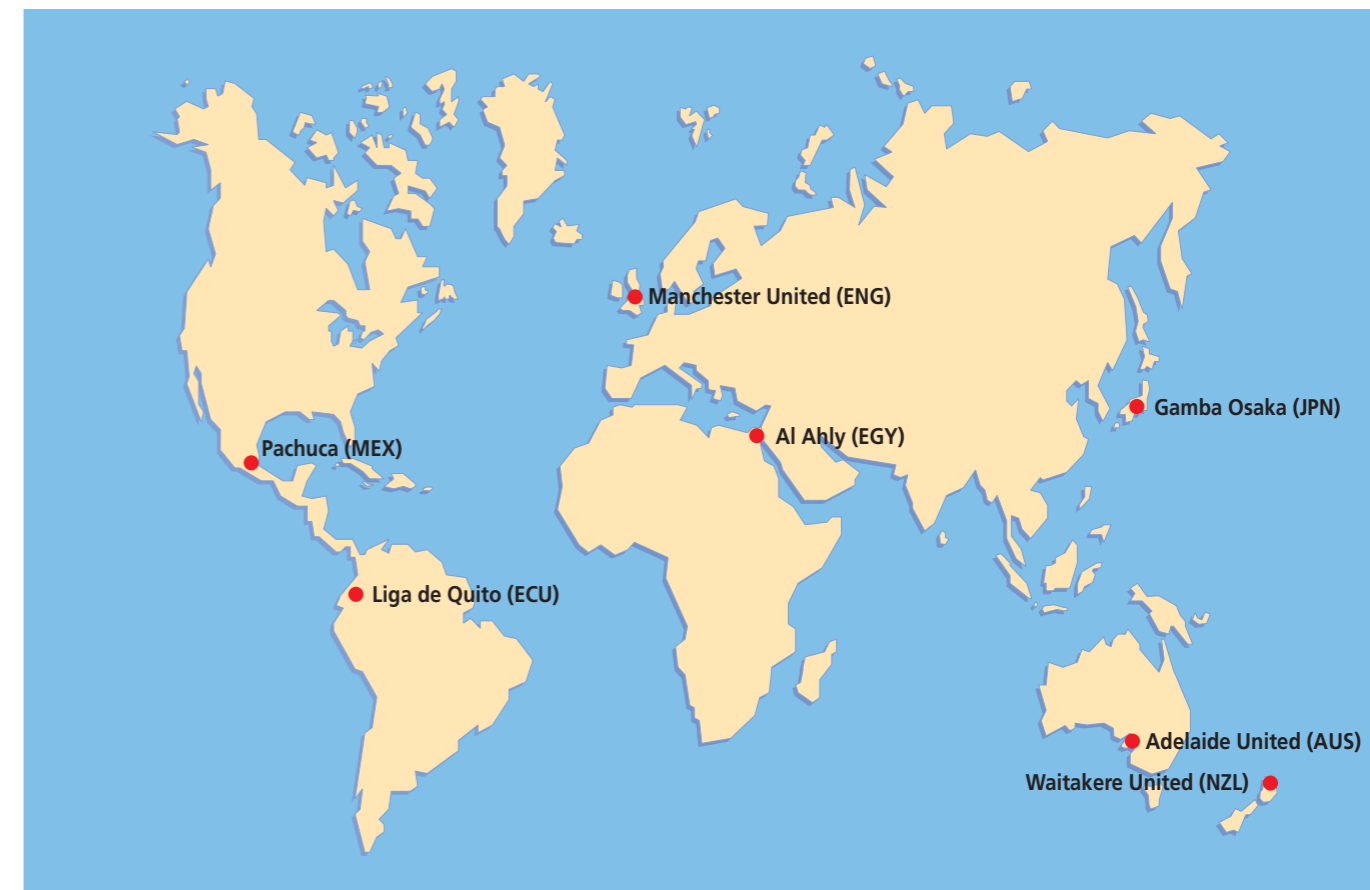 Manchester United (ENG)
Gamba Osaka (JPN)
Al Ahly (EGY)
Pachuca (MEX)
Liga de Quito (ECU)
Adelaide United (AUS)
Waitakere United (NZL)